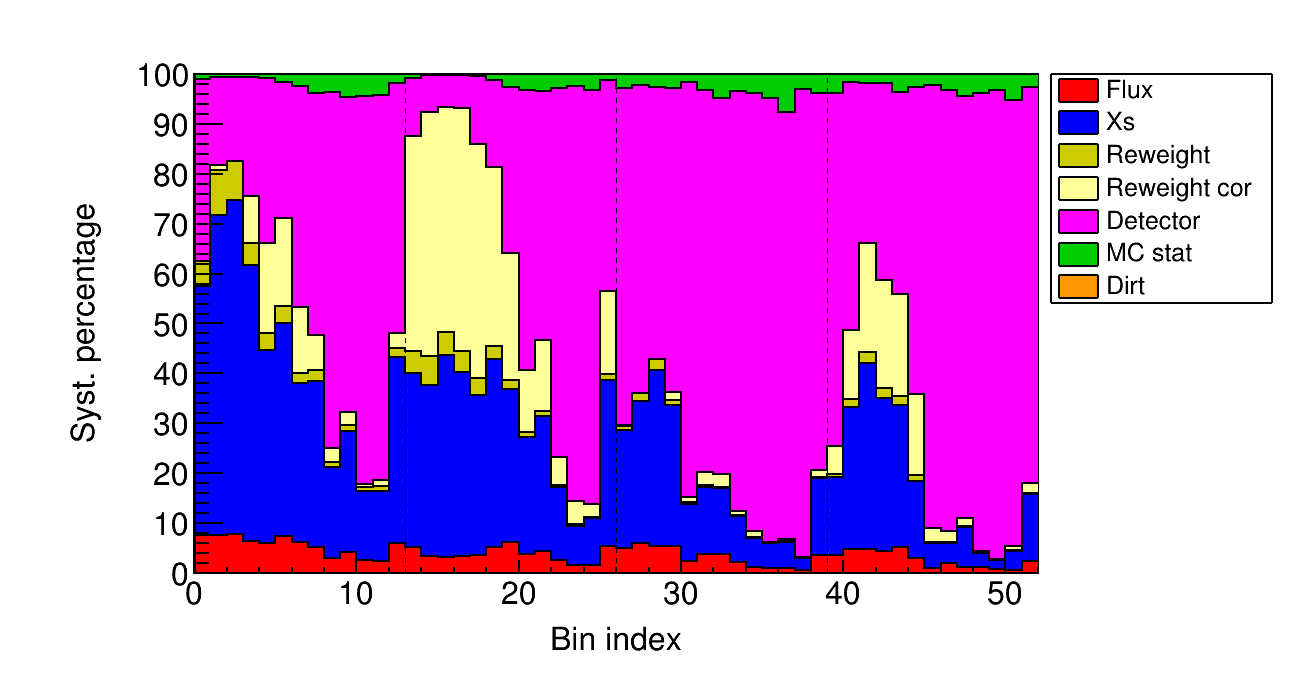 100
90
80
70
60
50
40
30
20
10
0
Syst. percentage
0 10 20 30 40 50
Bin index
Flux
Xs
Reweight
Reweight cor
Detector
MC stat
Dirt